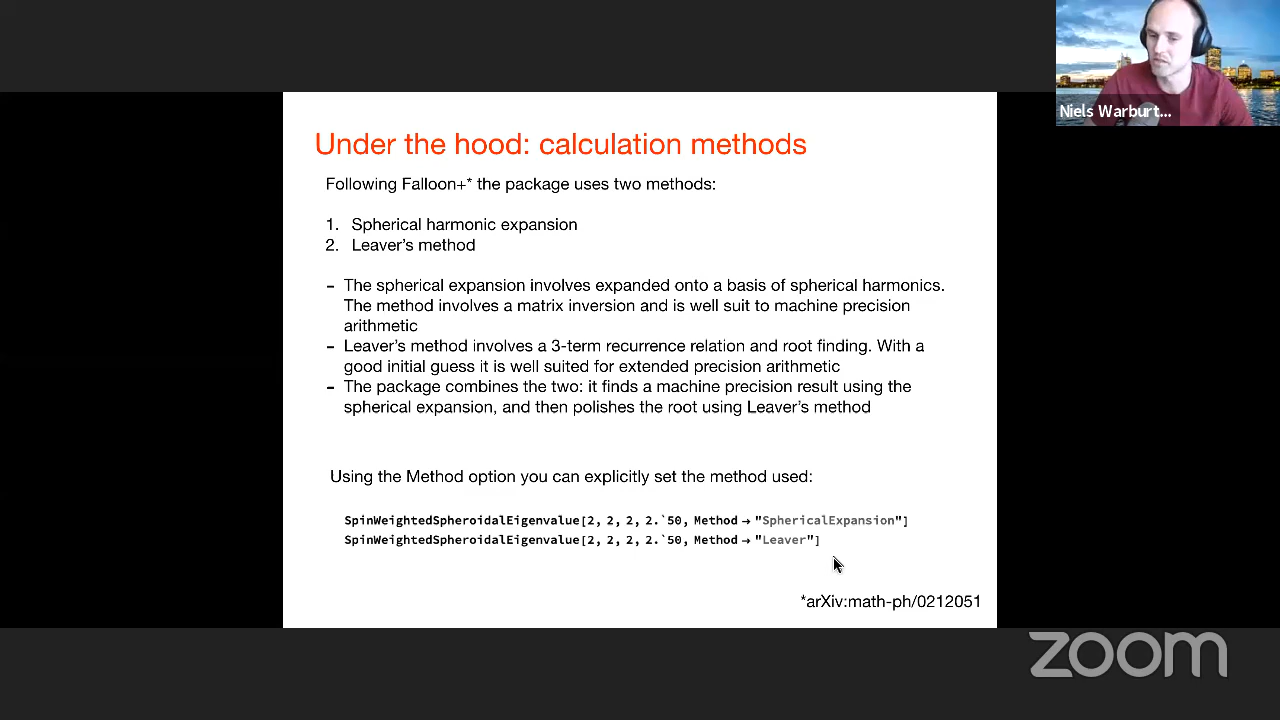 Niels Warburt...
Under the hood: calculation methods
Following Falloon+* the package uses two methods:
1. Spherical harmonic expansion
2. Leaver's method
– The spherical expansion involves expanded onto a basis of spherical harmonics.
The method involves a matrix inversion and is well suit to machine precision
arithmetic
– Leaver's method involves a 3-term recurrence relation and root finding. With a
good initial guess it is well suited for extended precision arithmetic
– The package combines the two: it finds a machine precision result using the
spherical expansion, and then polishes the root using Leaver's method
Using the Method option you can explicitly set the method used:
SpinWeightedSpheroidalEigenvalue[2, 2, 2, 2.`50, Method → "SphericalExpansion"]
SpinWeightedSpheroidalEigenvalue[2, 2, 2, 2.`50, Method → "Leaver"]
*arXiv:math-ph/0212051
zoom